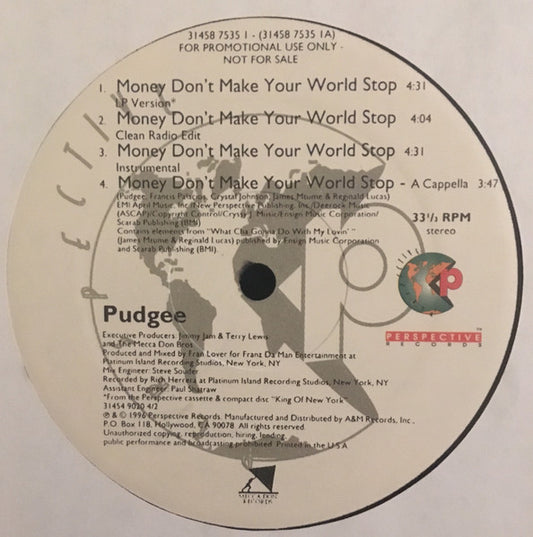 31458 7535 1 - (31458 7535 1A)
FOR PROMOTIONAL USE ONLY -
NOT FOR SALE
1. Money Don't Make Your World Stop 4:31
LP Version*
2. Money Don't Make Your World Stop 4:04
Clean Radio Edit
3. Money Don't Make Your World Stop 4:31
Instrumental
4. Money Don't Make Your World Stop - A Cappella 3:47
(Pudgee, Francis Palacio, Crystal Johnson, James Mtume & Reginald Lucas)
EMI April Music, Inc./New Perspective Publishing, Inc./Deerock Music
(ASCAP)/Copyright Control/Crystal J. Music/Ensign Music Corporation/
Scarab Publishing (BMI)
Contains elements from "What Cha Gonna Do With My Lovin' "
(James Mtume & Reginald Lucas) published by Ensign Music Corporation
and Scarab Publishing (BMI).
33⅓ RPM
stereo
PERSPECTIVE
RECORDS
Pudgee
Executive Producers: Jimmy Jam & Terry Lewis
and The Mecca Don Bros.
Produced and Mixed by Fran Lover for Franz Da Man Entertainment at
Platinum Island Recording Studios, New York, NY
Mix Engineer: Steve Souder
Recorded by Rich Herrera at Platinum Island Recording Studios, New York, NY
Assistant Engineer: Paul Shatraw
*From the Perspective cassette & compact disc "King Of New York"
31454 9020 4/2
℗ & © 1996 Perspective Records. Manufactured and Distributed by A&M Records, Inc.,
P.O. Box 118, Hollywood, CA 90078 All rights reserved.
Unauthorized copying, reproduction, hiring, lending,
public performance and broadcasting prohibited. Printed in the U.S.A
MECCA DON
RECORDS